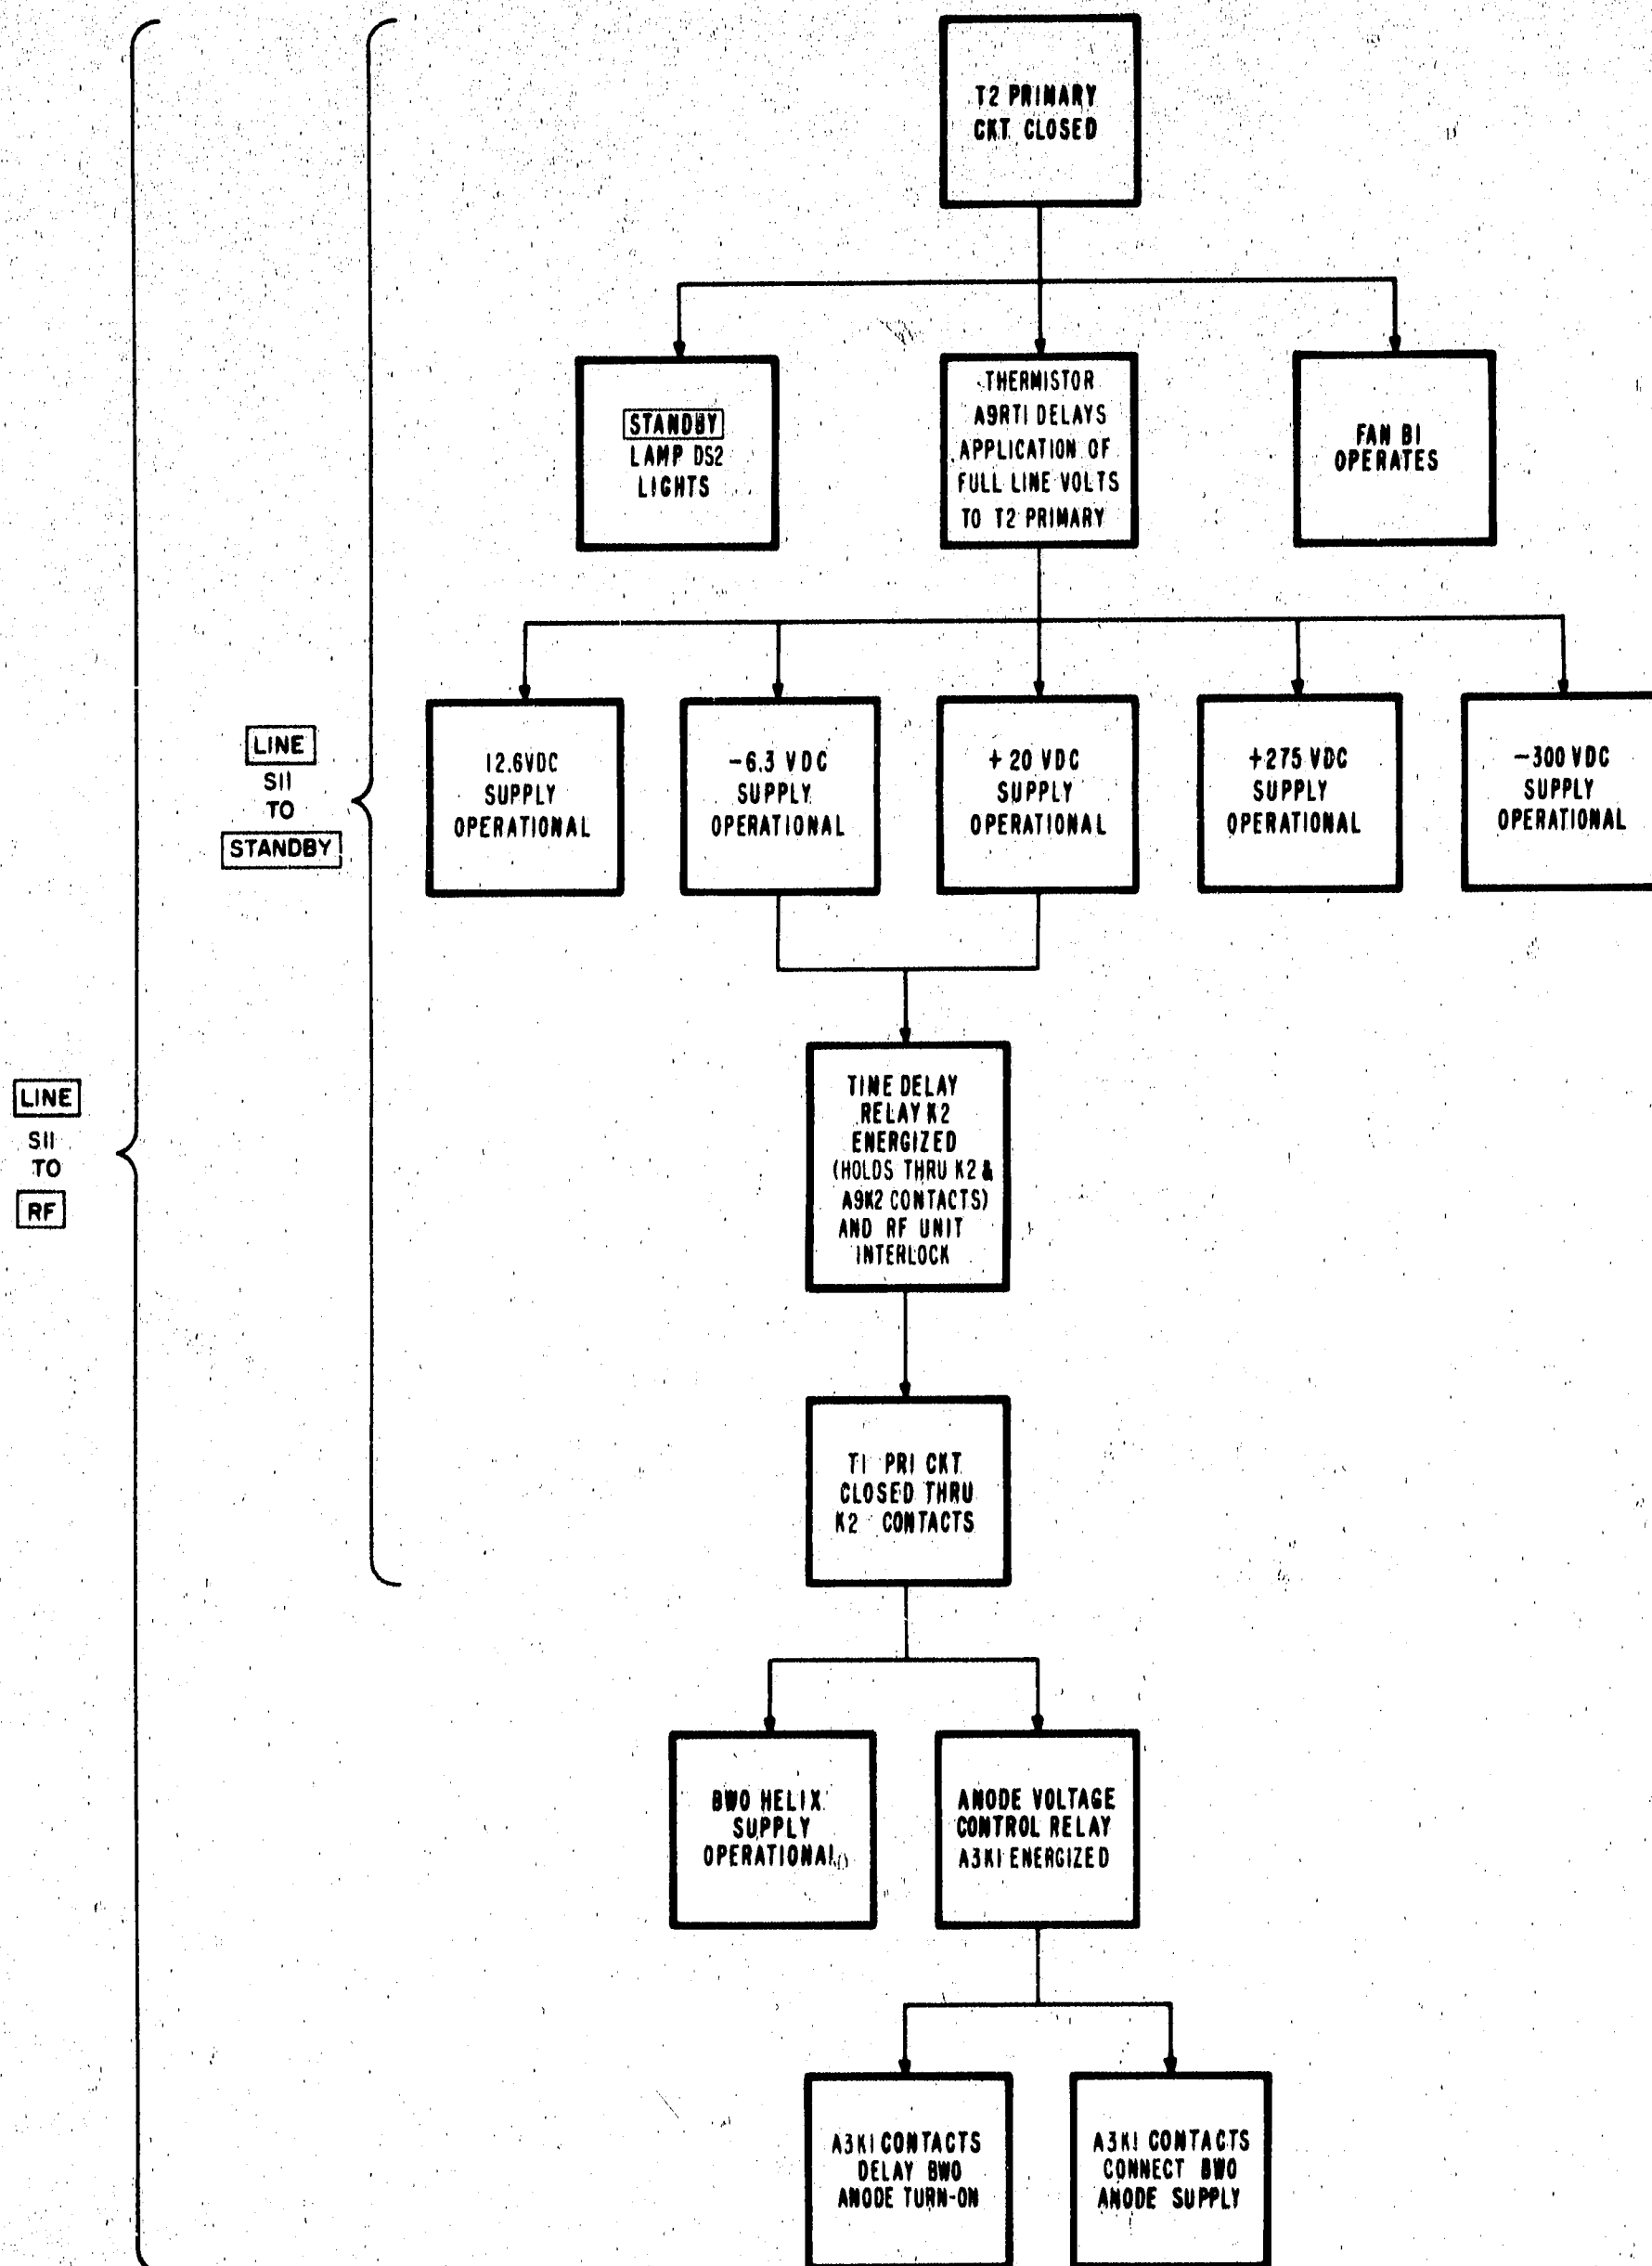 T2 PRIMARY
CKT CLOSED
STANDBY
LAMP DS2
LIGHTS
THERMISTOR
A9RT1 DELAYS
APPLICATION OF
FULL LINE VOLTS
TO T2 PRIMARY
FAN B1
OPERATES
LINE
S11
TO
STANDBY
12.6VDC
SUPPLY
OPERATIONAL
-6.3 VDC
SUPPLY
OPERATIONAL
+20 VDC
SUPPLY
OPERATIONAL
+275 VDC
SUPPLY
OPERATIONAL
-300 VDC
SUPPLY
OPERATIONAL
LINE
S11
TO
RF
TIME DELAY
RELAY K2
ENERGIZED
(HOLDS THRU K2 &
A9K2 CONTACTS)
AND RF UNIT
INTERLOCK
T1 PRI CKT
CLOSED THRU
K2 CONTACTS
BWO HELIX
SUPPLY
OPERATIONAL
ANODE VOLTAGE
CONTROL RELAY
A3K1 ENERGIZED
A3K1 CONTACTS
DELAY BWO
ANODE TURN-ON
A3K1 CONTACTS
CONNECT BWO
ANODE SUPPLY